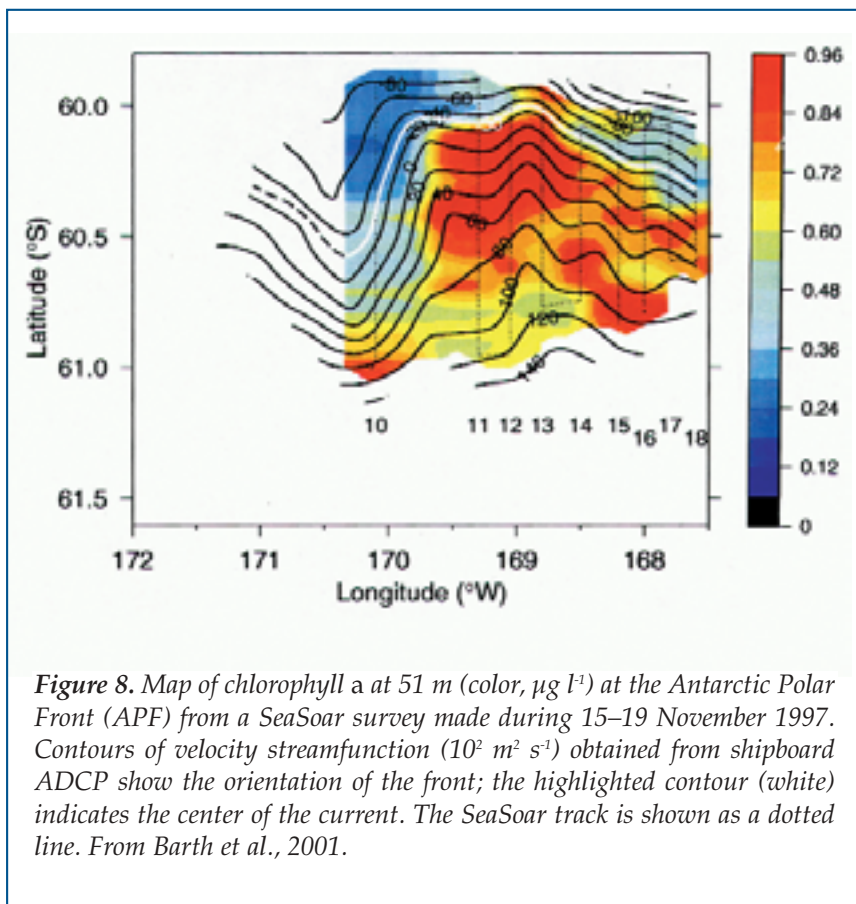 60.0
60.5
61.0
61.5
Latitude (°S)
172 171 170 169 168
Longitude (°W)
10 11 12 13 14 15 16 17 18
-80
-60
-40
0
20
40
60
80
100
120
140
0.96
0.84
0.72
0.60
0.48
0.36
0.24
0.12
0
Figure 8. Map of chlorophyll a at 51 m (color, µg l-1) at the Antarctic Polar
Front (APF) from a SeaSoar survey made during 15–19 November 1997.
Contours of velocity streamfunction (10² m² s-1) obtained from shipboard
ADCP show the orientation of the front; the highlighted contour (white)
indicates the center of the current. The SeaSoar track is shown as a dotted
line. From Barth et al., 2001.